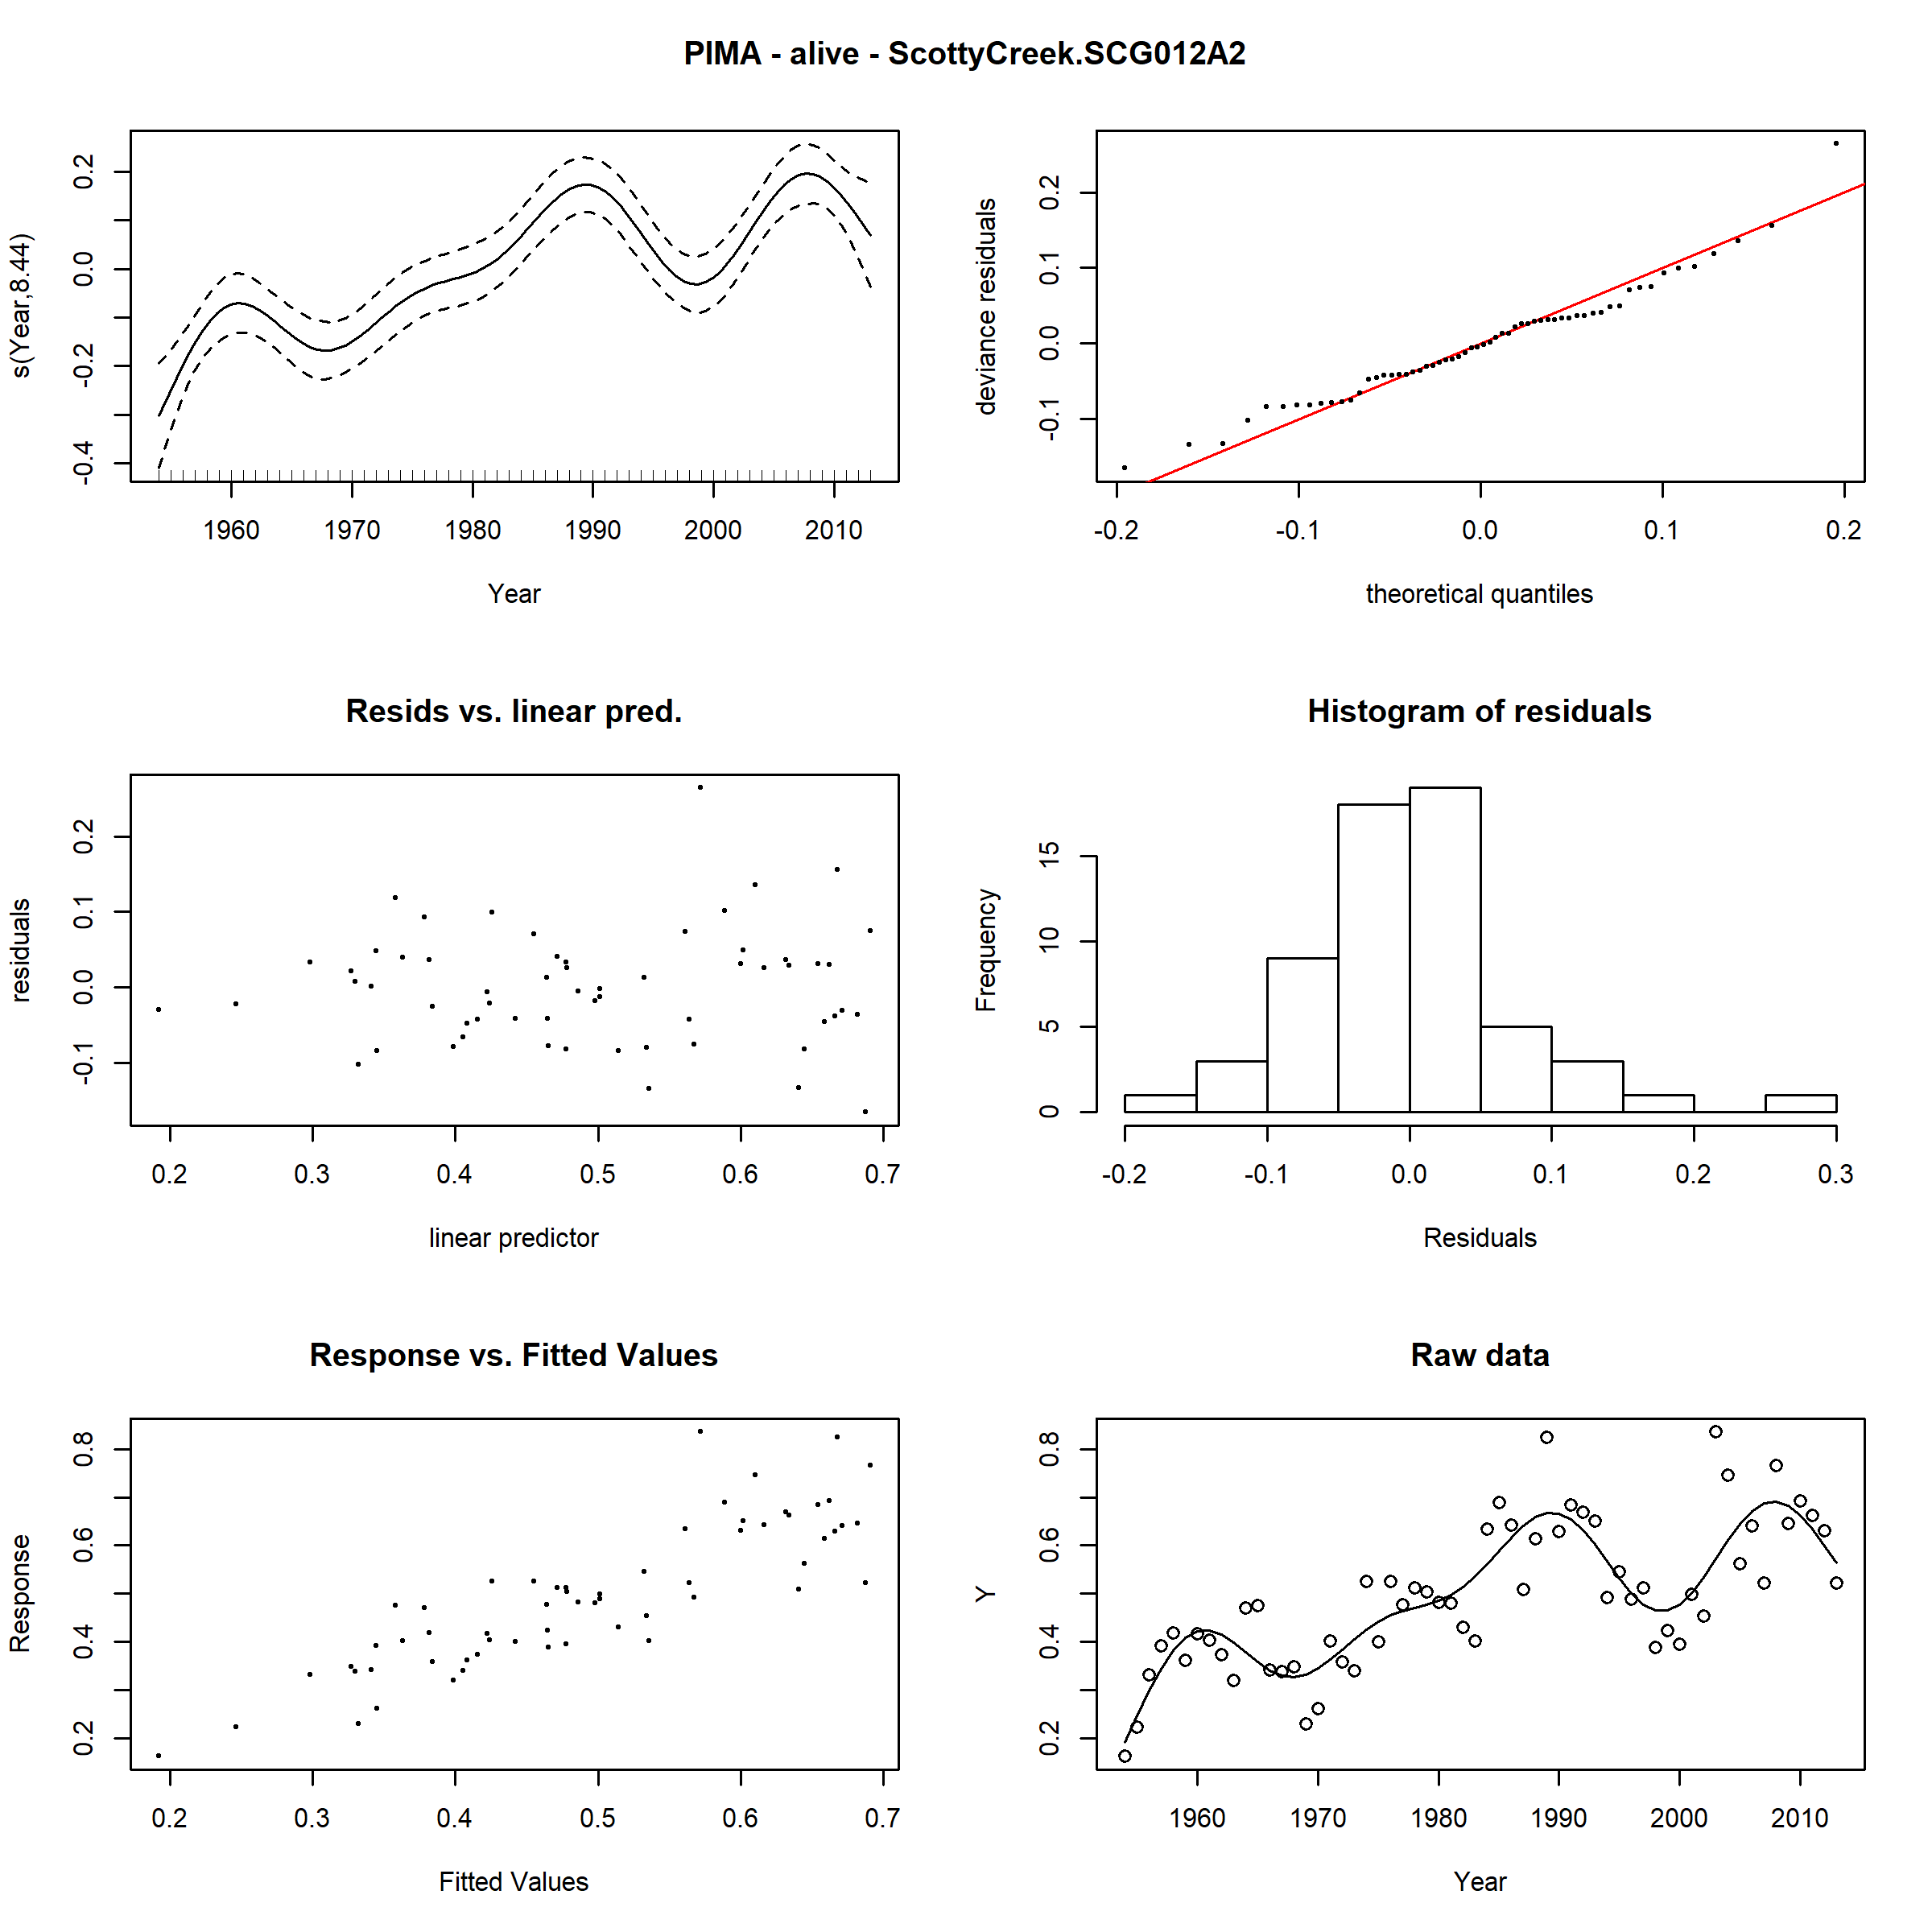 PIMA - alive - ScottyCreek.SCG012A2
s(Year,8.44)
0.2
0.0
-0.2
-0.4
1960 1970 1980 1990 2000 2010
Year
deviance residuals
0.2
0.1
0.0
-0.1
-0.2 -0.1 0.0 0.1 0.2
theoretical quantiles
Resids vs. linear pred.
residuals
0.2
0.1
0.0
-0.1
0.2 0.3 0.4 0.5 0.6 0.7
linear predictor
Histogram of residuals
Frequency
15
10
5
0
-0.2 -0.1 0.0 0.1 0.2 0.3
Residuals
Response vs. Fitted Values
Response
0.8
0.6
0.4
0.2
0.2 0.3 0.4 0.5 0.6 0.7
Fitted Values
Raw data
Y
0.8
0.6
0.4
0.2
1960 1970 1980 1990 2000 2010
Year